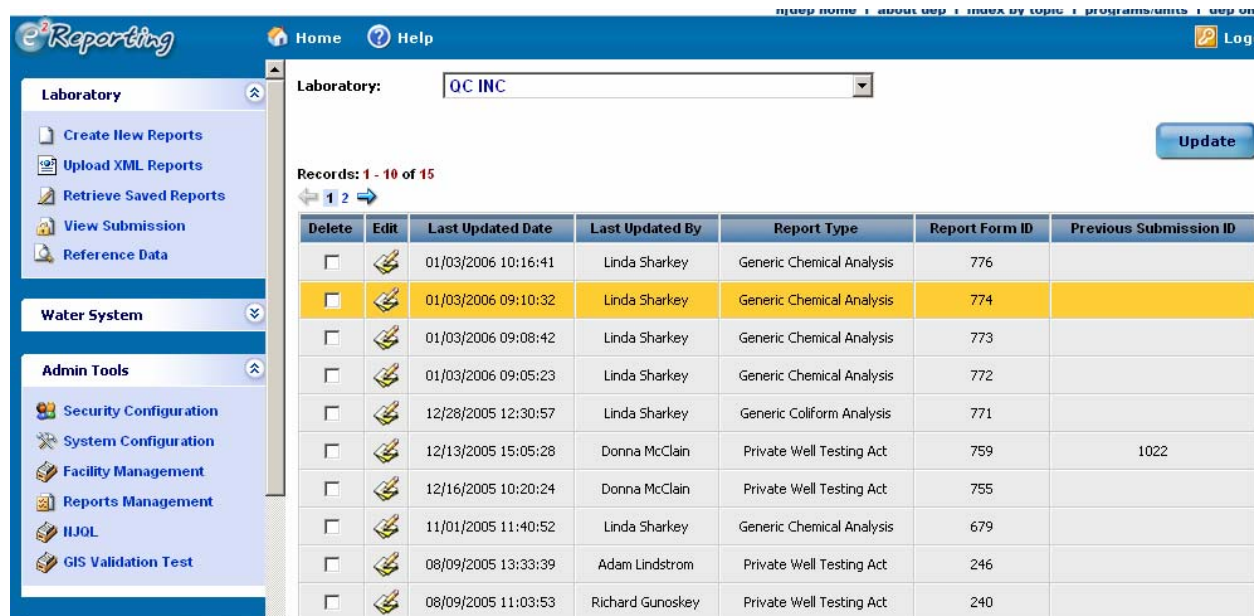 njdep home | about dep | index by topic | programs/units | dep on
e2Reporting
Home
Help
Log
Laboratory
Create New Reports
Upload XML Reports
Retrieve Saved Reports
View Submission
Reference Data
Water System
Admin Tools
Security Configuration
System Configuration
Facility Management
Reports Management
NJQL
GIS Validation Test
Laboratory: QC INC
Update
Records: 1 - 10 of 15
1 2
Delete Edit Last Updated Date Last Updated By Report Type Report Form ID Previous Submission ID
01/03/2006 10:16:41 Linda Sharkey Generic Chemical Analysis 776
01/03/2006 09:10:32 Linda Sharkey Generic Chemical Analysis 774
01/03/2006 09:08:42 Linda Sharkey Generic Chemical Analysis 773
01/03/2006 09:05:23 Linda Sharkey Generic Chemical Analysis 772
12/28/2005 12:30:57 Linda Sharkey Generic Coliform Analysis 771
12/13/2005 15:05:28 Donna McClain Private Well Testing Act 759 1022
12/16/2005 10:20:24 Donna McClain Private Well Testing Act 755
11/01/2005 11:40:52 Linda Sharkey Generic Chemical Analysis 679
08/09/2005 13:33:39 Adam Lindstrom Private Well Testing Act 246
08/09/2005 11:03:53 Richard Gunoskey Private Well Testing Act 240